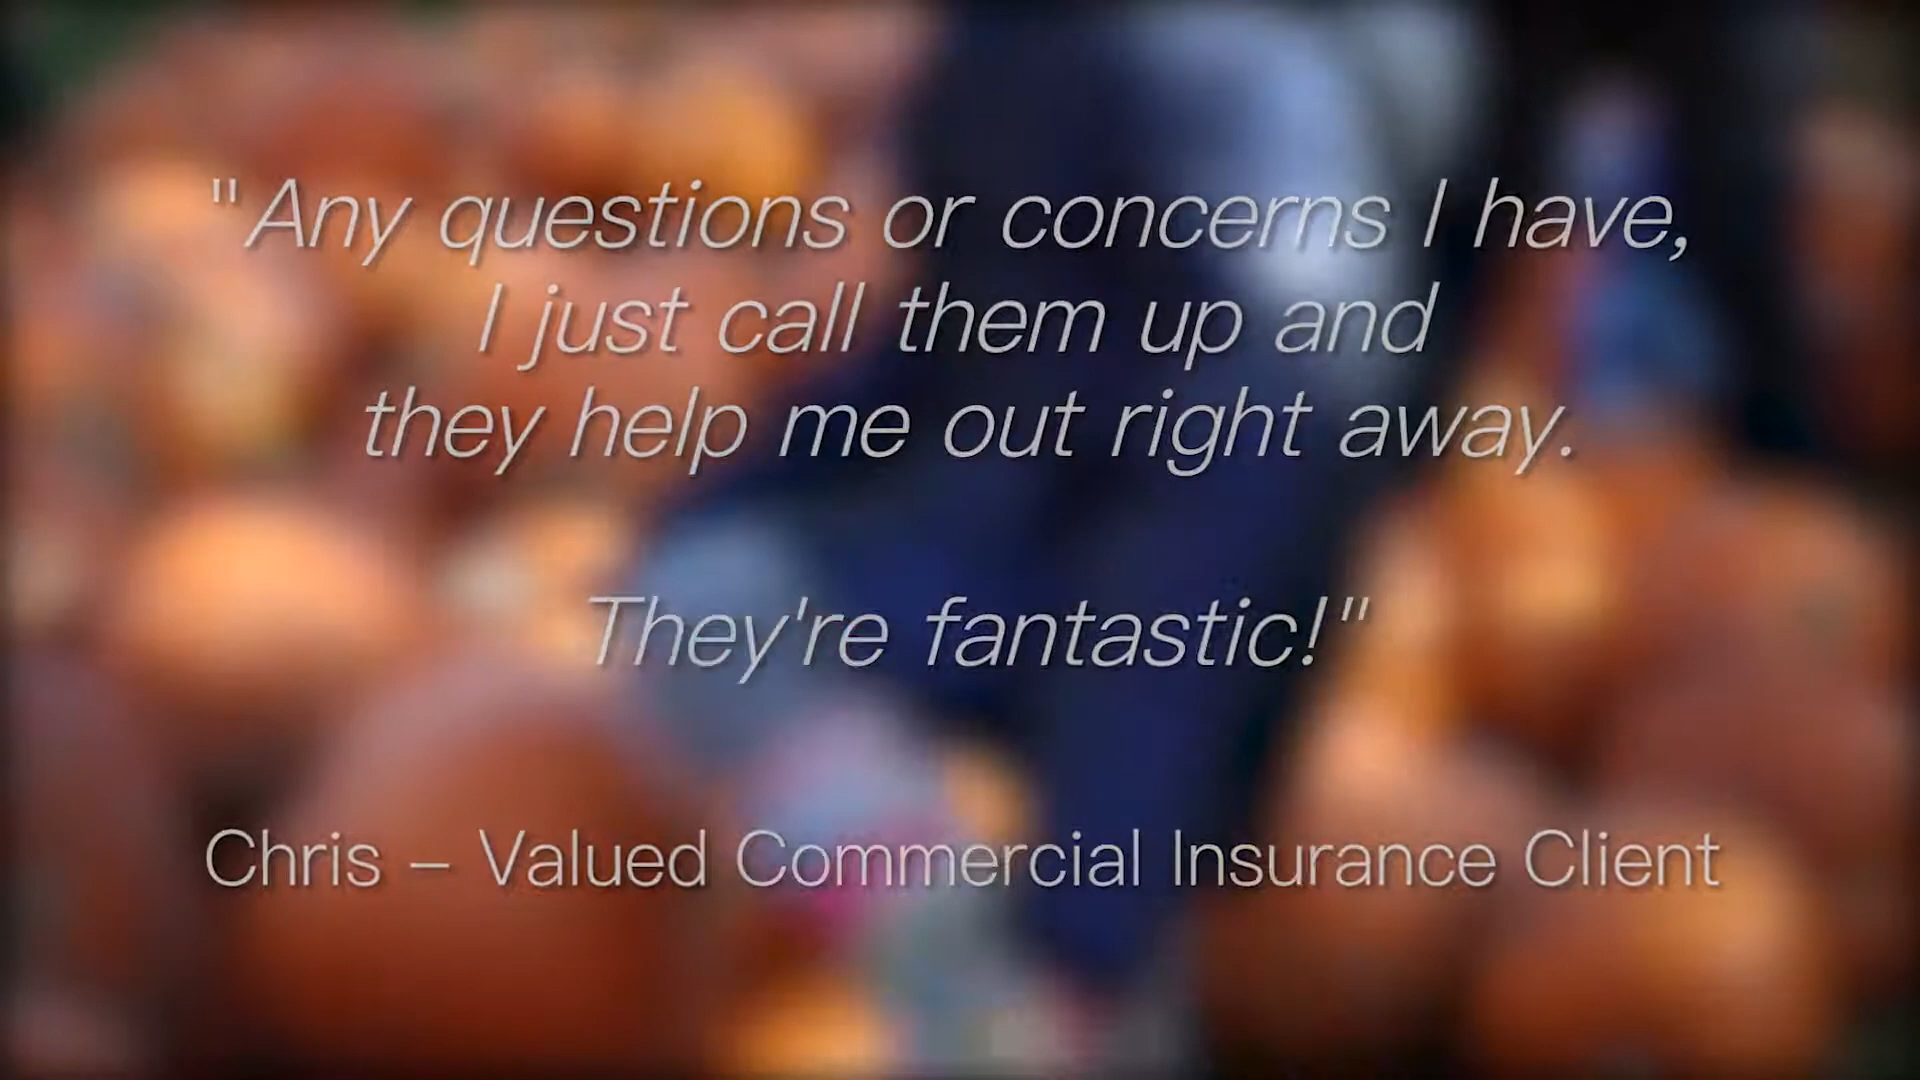 "Any questions or concerns I have,
I just call them up and
they help me out right away.
They're fantastic!"
Chris – Valued Commercial Insurance Client